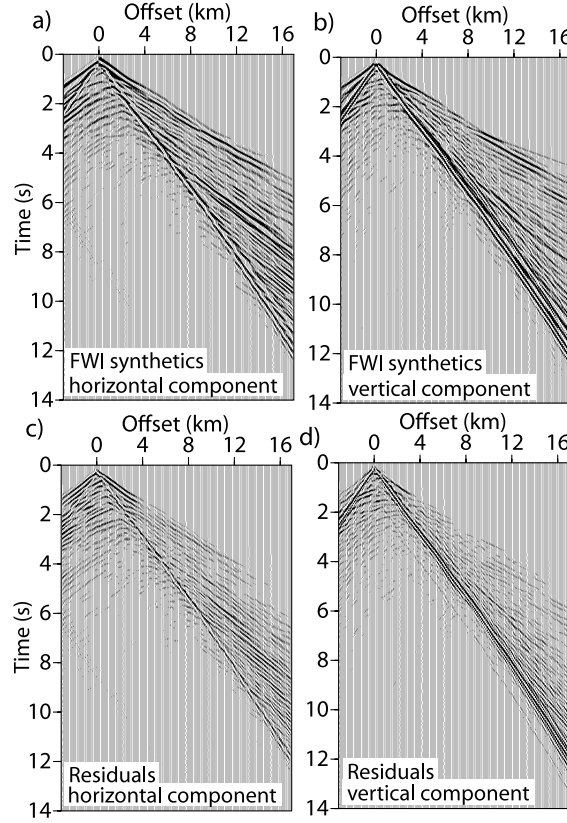 a)
Offset (km)
0 4 8 12 16
b)
Offset (km)
0 4 8 12 16
0
2
4
6
8
10
12
14
Time (s)
FWI synthetics
horizontal component
0
2
4
6
8
10
12
14
FWI synthetics
vertical component
c)
Offset (km)
0 4 8 12 16
d)
Offset (km)
0 4 8 12 16
0
2
4
6
8
10
12
14
Time (s)
Residuals
horizontal component
0
2
4
6
8
10
12
14
Residuals
vertical component